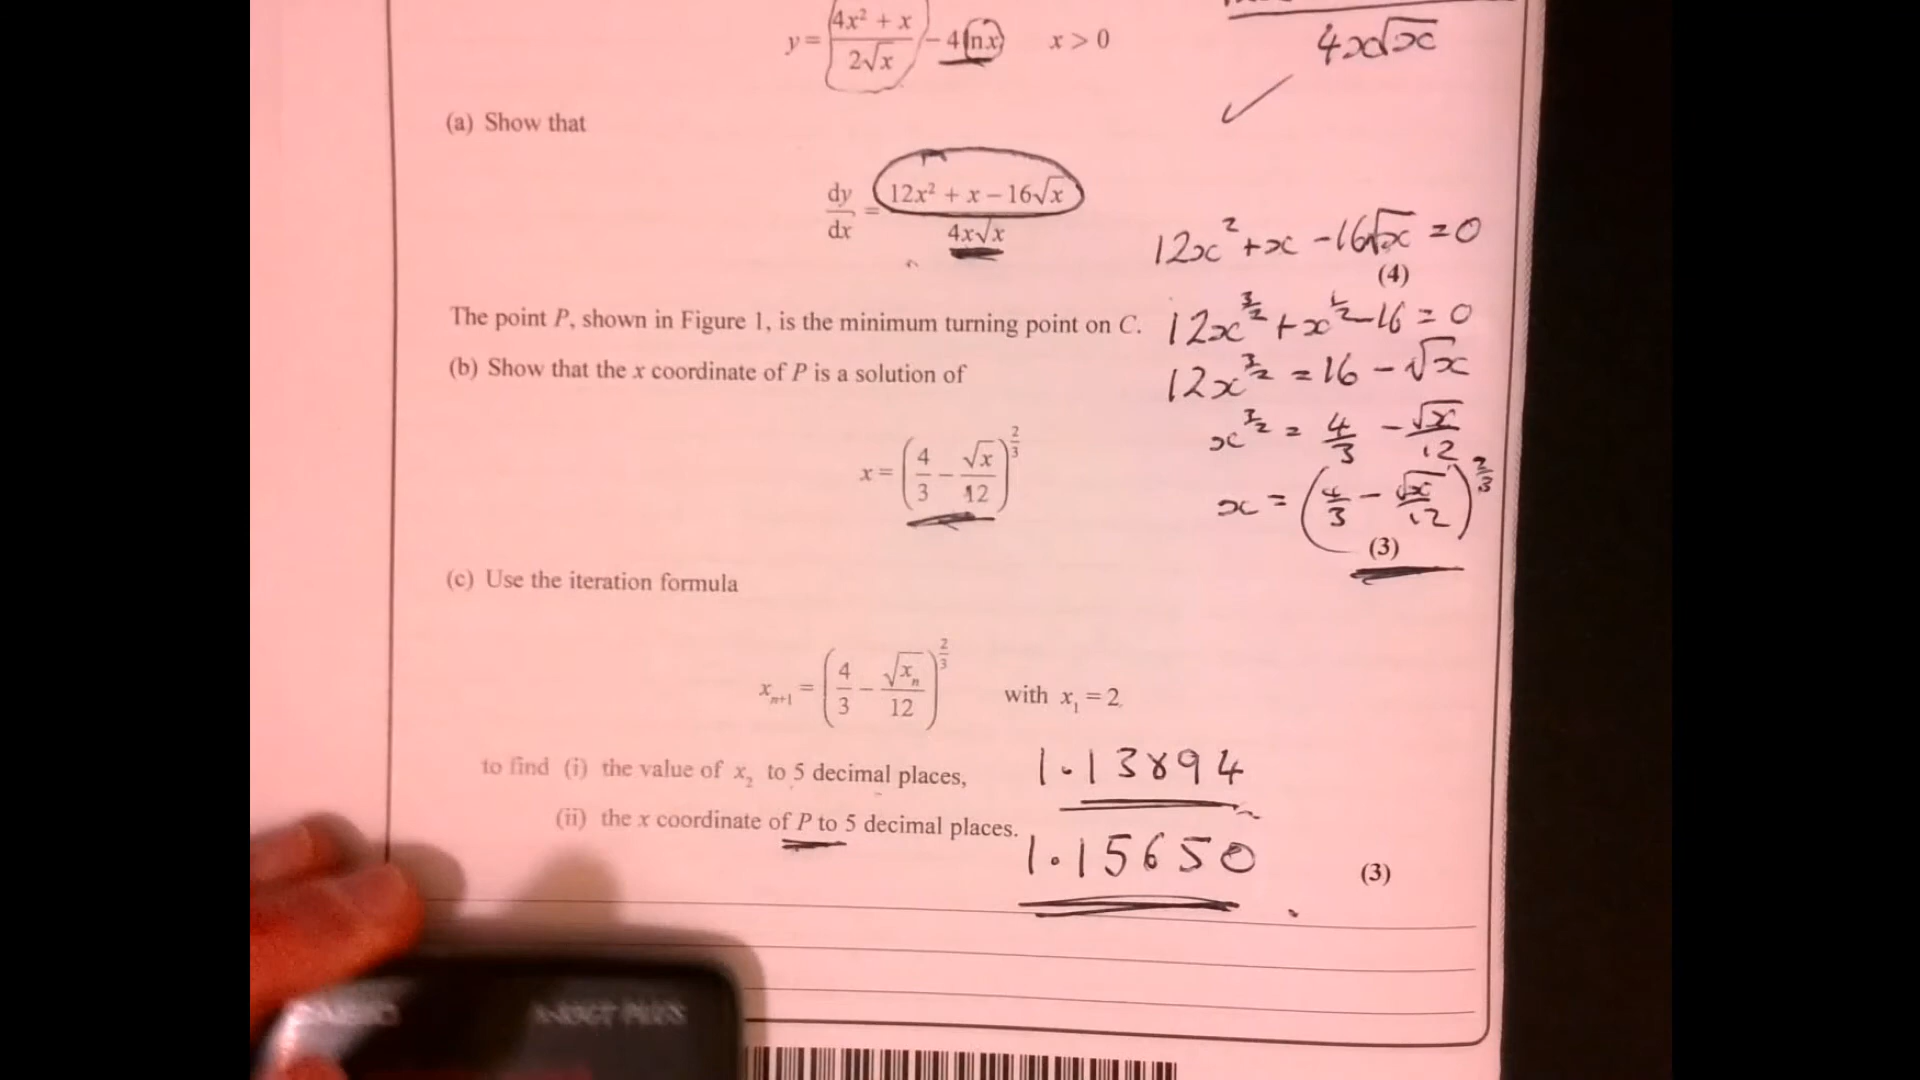 y = (4x² + x)/(2√x) − 4lnx    x > 0
4x√x
✓
(a) Show that
dy/dx = (12x² + x − 16√x)/(4x√x)
12x² + x − 16√x = 0
(4)
The point P, shown in Figure 1, is the minimum turning point on C.
12x^(3/2) + x^(1/2) − 16 = 0
(b) Show that the x coordinate of P is a solution of
12x^(3/2) = 16 − √x
x^(3/2) = 4/3 − √x/12
x = (4/3 − √x/12)^(2/3)
x = (4/3 − √x/12)^(2/3)
(3)
(c) Use the iteration formula
x_(n+1) = (4/3 − √x_n/12)^(2/3)    with x₁ = 2
to find (i) the value of x₂ to 5 decimal places,
1.13894
(ii) the x coordinate of P to 5 decimal places.
1.15650
(3)